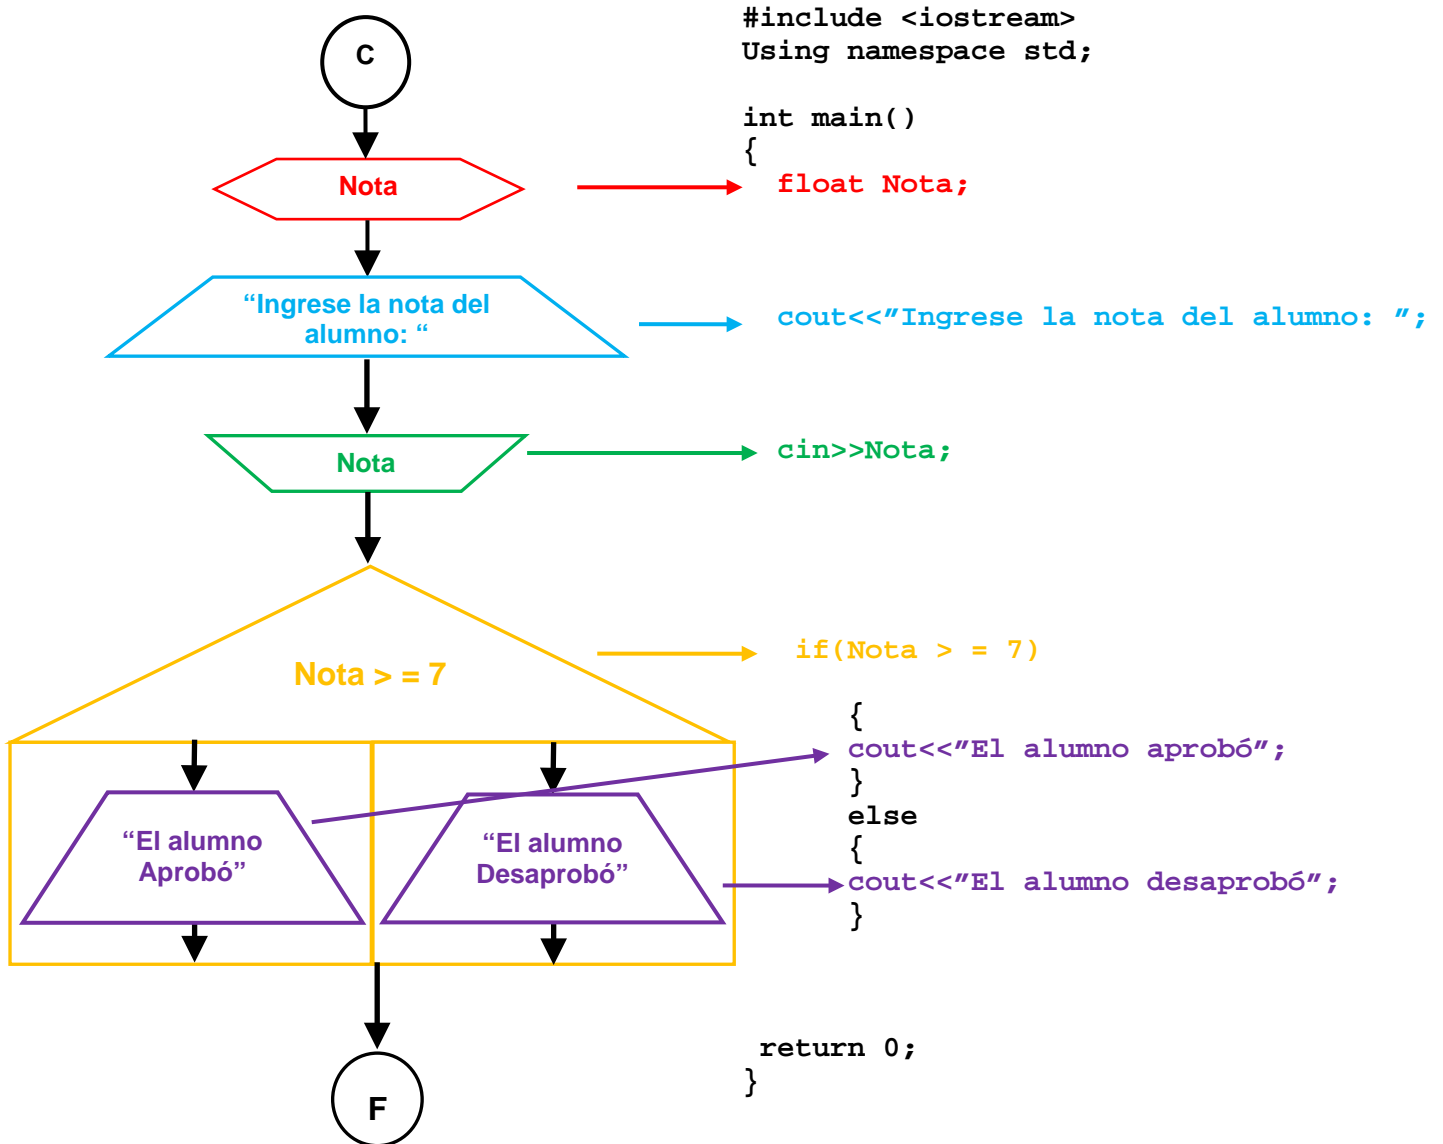 C
Nota
“Ingrese la nota del
alumno: “
Nota
Nota > = 7
“El alumno
Aprobó”
“El alumno
Desaprobó”
F
#include <iostream>
Using namespace std;
int main()
{
float Nota;
cout<<”Ingrese la nota del alumno: ”;
cin>>Nota;
if(Nota > = 7)
{
cout<<”El alumno aprobó”;
}
else
{
cout<<”El alumno desaprobó”;
}
return 0;
}